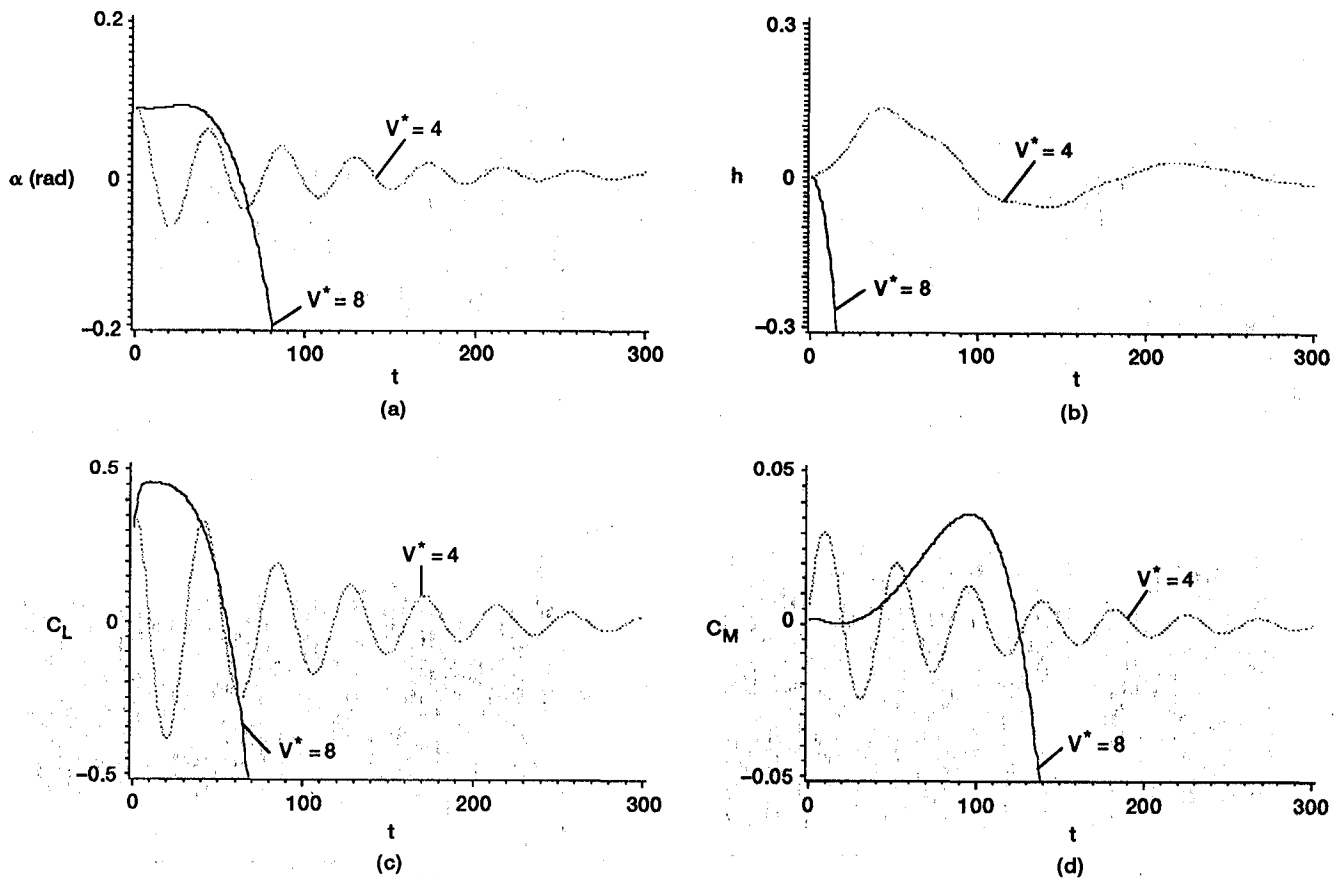 0.2
α (rad)
0
−0.2
V* = 4
V* = 8
0
100
200
300
t
(a)
0.3
h
0
−0.3
V* = 4
V* = 8
0
100
200
300
t
(b)
0.5
C_L
0
−0.5
V* = 4
V* = 8
0
100
200
300
t
(c)
0.05
C_M
0
−0.05
V* = 4
V* = 8
0
100
200
300
t
(d)